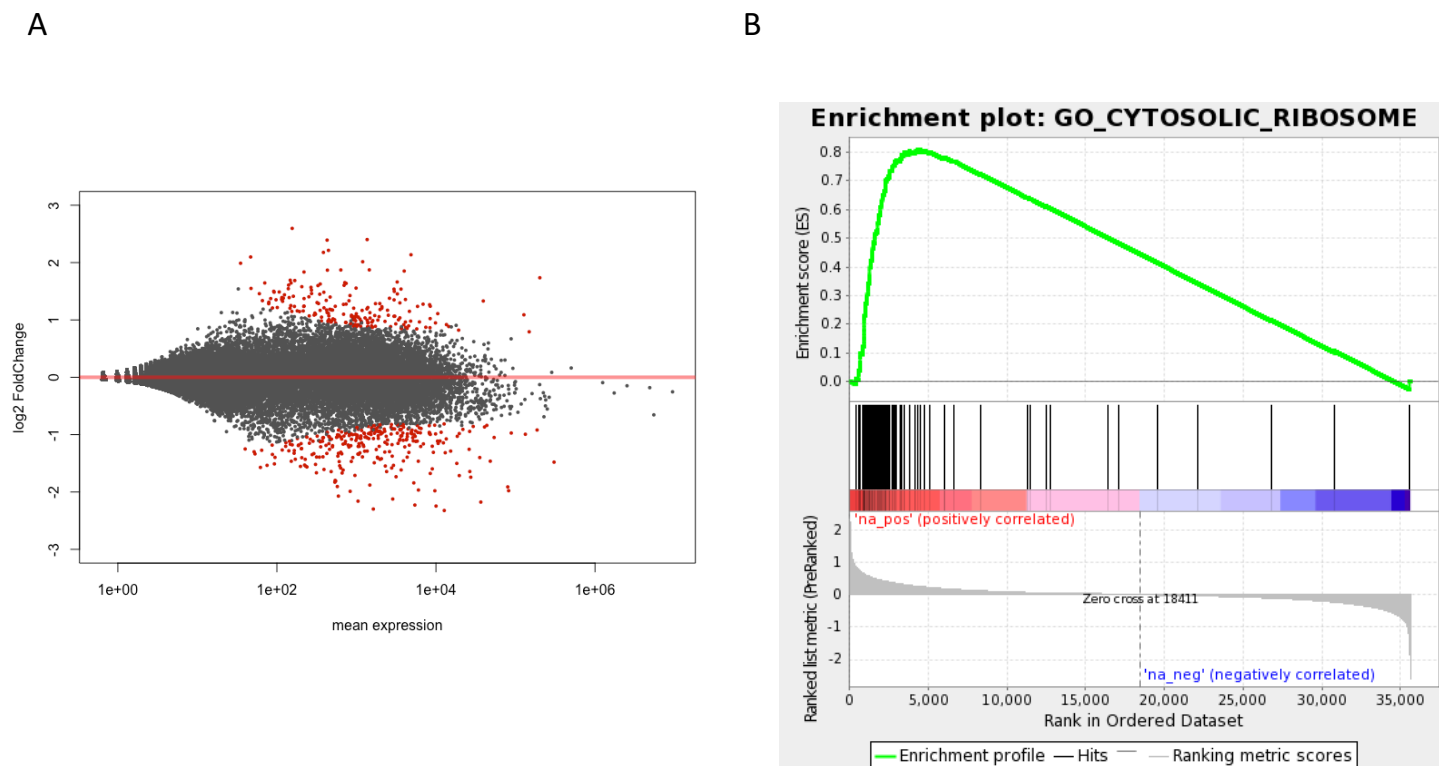 A
B
3
2
1
0
-1
-2
-3
log2 FoldChange
1e+00
1e+02
1e+04
1e+06
mean expression
Enrichment plot: GO_CYTOSOLIC_RIBOSOME
0.8
0.7
0.6
0.5
0.4
0.3
0.2
0.1
0.0
Enrichment score (ES)
'na_pos' (positively correlated)
2
1
0
-1
-2
Ranked list metric (PreRanked)
Zero cross at 18411
'na_neg' (negatively correlated)
0
5,000
10,000
15,000
20,000
25,000
30,000
35,000
Rank in Ordered Dataset
Enrichment profile
Hits
Ranking metric scores